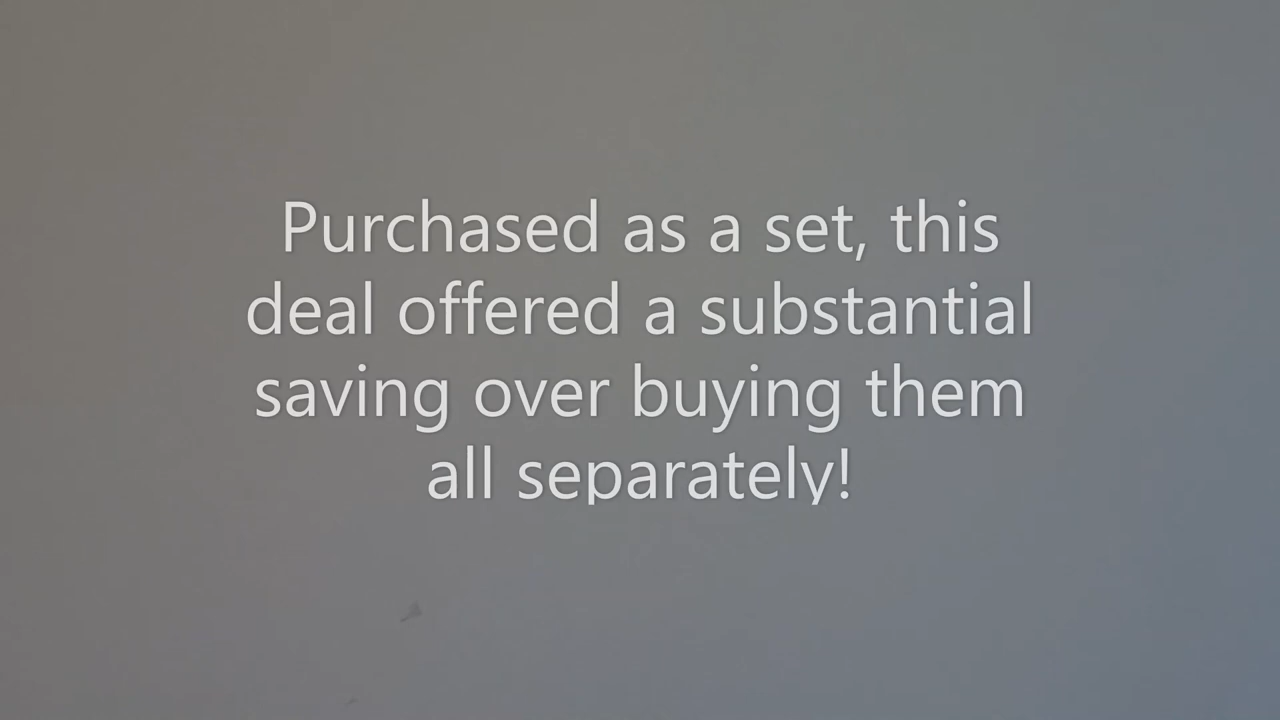 Purchased as a set, this
deal offered a substantial
saving over buying them
all separately!